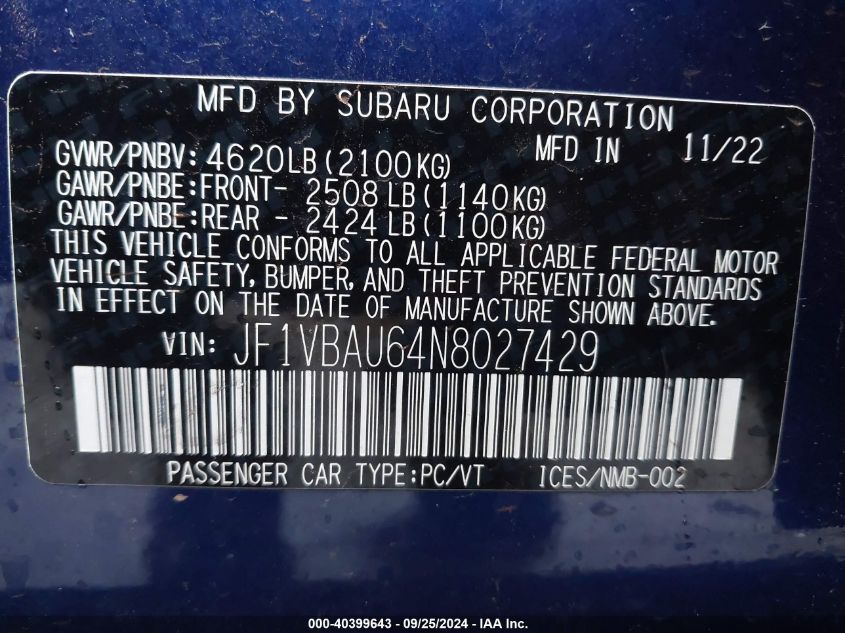 MFD BY SUBARU CORPORATION
GVWR/PNBV: 4620LB (2100KG) MFD IN 11/22
GAWR/PNBE:FRONT- 2508 LB (1140KG)
GAWR/PNBE:REAR - 2424 LB (1100KG)
THIS VEHICLE CONFORMS TO ALL APPLICABLE FEDERAL MOTOR
VEHICLE SAFETY, BUMPER, AND THEFT PREVENTION STANDARDS
IN EFFECT ON THE DATE OF MANUFACTURE SHOWN ABOVE.
VIN: JF1VBAU64N8027429
PASSENGER CAR TYPE:PC/VT ICES/NMB-002
000-40399643 - 09/25/2024 - IAA Inc.